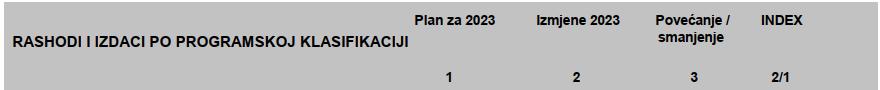 Plan za 2023 Izmjene 2023 Povećanje / INDEX
smanjenje
RASHODI I IZDACI PO PROGRAMSKOJ KLASIFIKACIJI
1 2 3 2/1